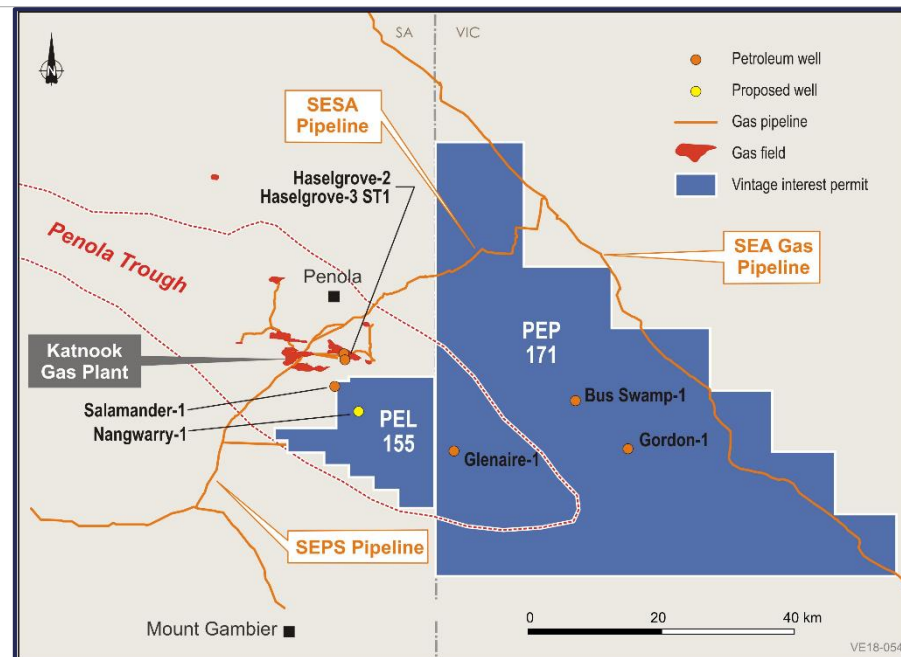 SA
VIC
N
Petroleum well
Proposed well
Gas pipeline
Gas field
Vintage interest permit
SESA
Pipeline
Haselgrove-2
Haselgrove-3 ST1
SEA Gas
Pipeline
Penola Trough
Penola
Katnook
Gas Plant
PEP
171
Salamander-1
Nangwarry-1
PEL
155
Bus Swamp-1
Glenaire-1
Gordon-1
SEPS Pipeline
Mount Gambier
0
20
40 km
VE18-054